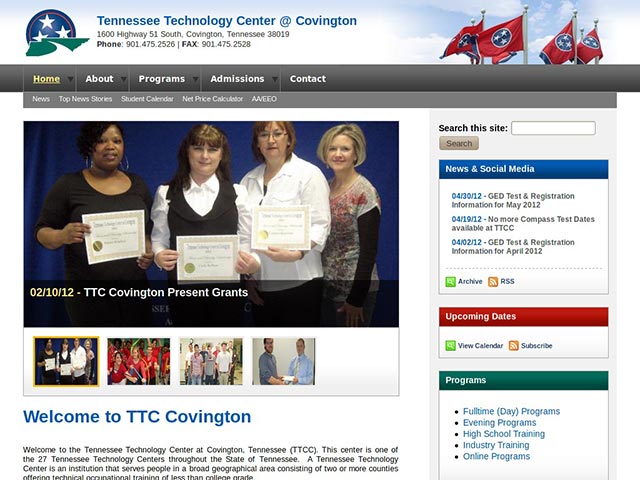 Tennessee Technology Center @ Covington
1600 Highway 51 South, Covington, Tennessee 38019
Phone: 901.475.2526 | FAX: 901.475.2528
Home About Programs Admissions Contact
News Top News Stories Student Calendar Net Price Calculator AA/EEO
02/10/12 - TTC Covington Present Grants
Welcome to TTC Covington
Welcome to the Tennessee Technology Center at Covington, Tennessee (TTCC). This center is one of
the 27 Tennessee Technology Centers throughout the State of Tennessee. A Tennessee Technology
Center is an institution that serves people in a broad geographical area consisting of two or more counties
offering technical occupational training of less than college grade.
Search this site:
Search
News & Social Media
04/30/12 - GED Test & Registration
Information for May 2012
04/19/12 - No more Compass Test Dates
available at TTCC
04/02/12 - GED Test & Registration
Information for April 2012
Archive RSS
Upcoming Dates
View Calendar Subscribe
Programs
Fulltime (Day) Programs
Evening Programs
High School Training
Industry Training
Online Programs